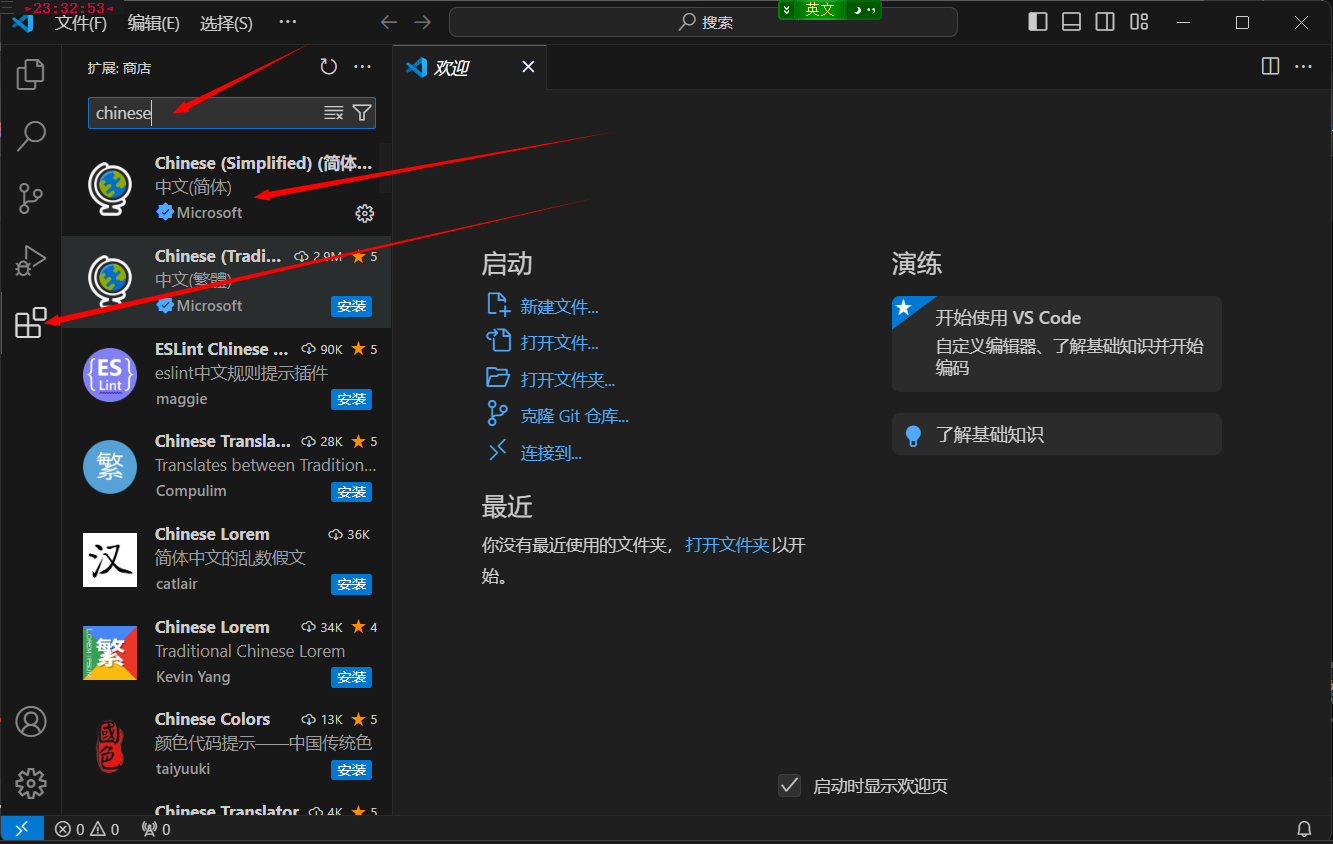 23:32:53
文件(F) 编辑(E) 选择(S) ···
搜索
英文
扩展: 商店
欢迎
chinese
Chinese (Simplified) (简体...
中文(简体)
Microsoft
Chinese (Tradi... 2.9M 5
中文(繁體)
Microsoft 安装
ESLint Chinese ... 90K 5
eslint中文规则提示插件
maggie 安装
Chinese Transla... 28K 5
Translates between Tradition...
Compulim 安装
Chinese Lorem 36K
简体中文的乱数假文
catlair 安装
Chinese Lorem 34K 4
Traditional Chinese Lorem
Kevin Yang 安装
Chinese Colors 13K 5
颜色代码提示——中国传统色
taiyuuki 安装
Chinese Translator 4K 5
ES
Lint
繁
汉
繁
國色
启动
新建文件...
打开文件...
打开文件夹...
克隆 Git 仓库...
连接到...
最近
你没有最近使用的文件夹，打开文件夹以开
始。
演练
开始使用 VS Code
自定义编辑器、了解基础知识并开始
编码
了解基础知识
启动时显示欢迎页
0 0 0